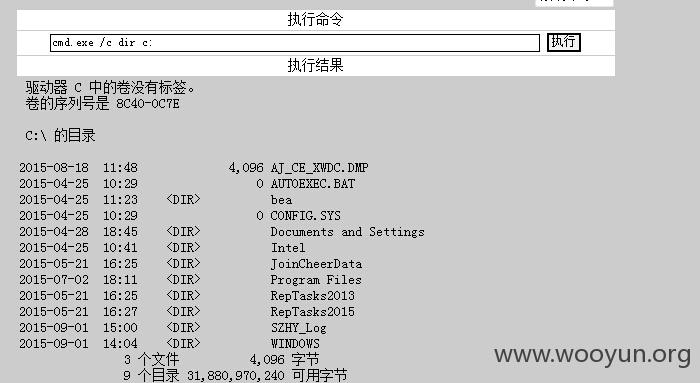 执行命令
cmd.exe /c dir c: 执行
执行结果
驱动器 C 中的卷没有标签。
卷的序列号是 8C40-0C7E
C:\ 的目录
2015-08-18 11:48 4,096 AJ_CE_XWDC.DMP
2015-04-25 10:29 0 AUTOEXEC.BAT
2015-04-25 11:23 <DIR> bea
2015-04-25 10:29 0 CONFIG.SYS
2015-04-28 18:45 <DIR> Documents and Settings
2015-04-25 10:41 <DIR> Intel
2015-05-21 16:25 <DIR> JoinCheerData
2015-07-02 18:11 <DIR> Program Files
2015-05-21 16:25 <DIR> RepTasks2013
2015-05-21 16:27 <DIR> RepTasks2015
2015-09-01 15:00 <DIR> SZHY_Log
2015-09-01 14:04 <DIR> WINDOWS
3 个文件 4,096 字节
9 个目录 31,880,970,240 可用字节
www.wooyun.org